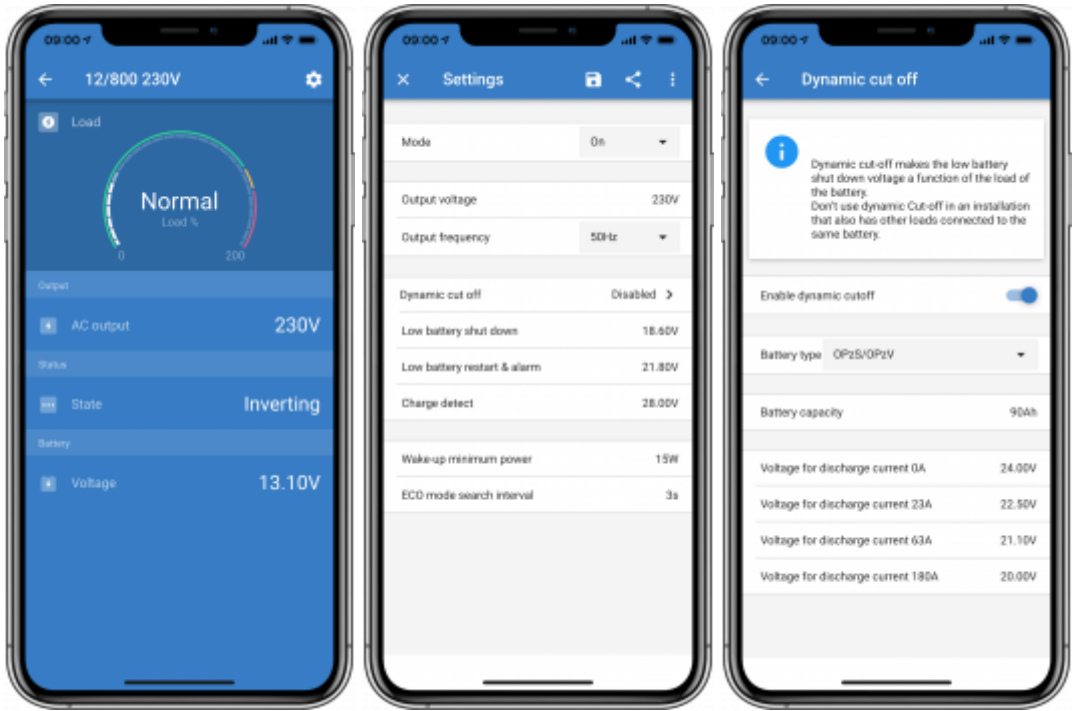 09:00
12/800 230V
Load
Normal
Load %
0 200
Output
AC output 230V
Status
State Inverting
Battery
Voltage 13.10V
09:00
Settings
Mode On
Output voltage 230V
Output frequency 50Hz
Dynamic cut off Disabled
Low battery shut down 18.60V
Low battery restart & alarm 21.80V
Charge detect 28.00V
Wake-up minimum power 15W
ECO mode search interval 3s
09:00
Dynamic cut off
Dynamic cut-off makes the low battery
shut down voltage a function of the load of
the battery.
Don't use dynamic Cut-off in an installation
that also has other loads connected to the
same battery.
Enable dynamic cutoff
Battery type OPzS/OPzV
Battery capacity 90Ah
Voltage for discharge current 0A 24.00V
Voltage for discharge current 23A 22.50V
Voltage for discharge current 63A 21.10V
Voltage for discharge current 180A 20.00V